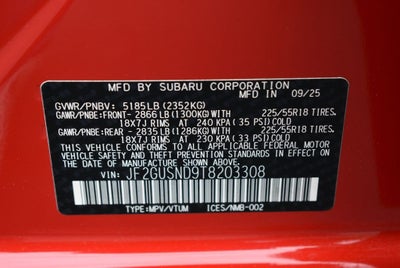 MFD BY SUBARU CORPORATION
MADE IN JAPAN 09/25
GVWR/PNBV: 5185LB (2352KG)
GAWR/PNBE: FRONT- 2866LB (1300KG) WITH 225/55R18 TIRES,
18X7J RIMS AT 240 KPA (35 PSI) COLD
GAWR/PNBE: REAR - 2835LB (1286KG) WITH 225/55R18 TIRES,
18X7J RIMS AT 230 KPA (33 PSI) COLD
THIS VEHICLE CONFORMS TO ALL APPLICABLE FEDERAL MOTOR
VEHICLE SAFETY AND THEFT PREVENTION STANDARDS
IN EFFECT ON THE DATE OF MANUFACTURE SHOWN ABOVE.
VIN: JF2GUSND9T8203308
TYPE:MPV/VTUM ICES/NMB-002